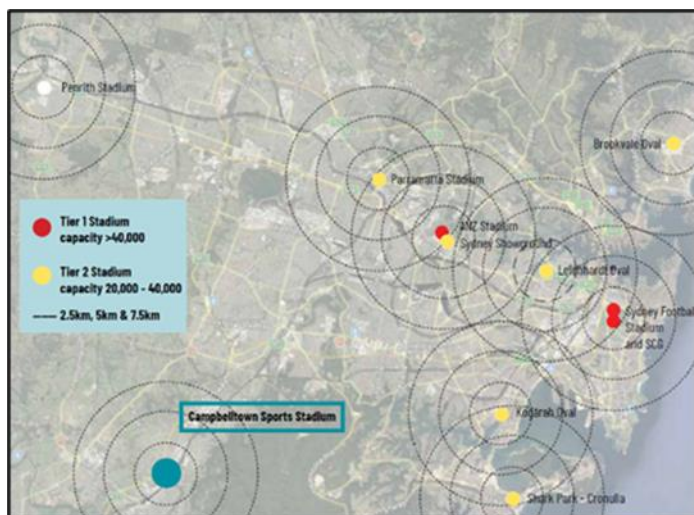 Penrith Stadium
Brookvale Oval
Parramatta Stadium
ANZ Stadium
Sydney Showground
Leichhardt Oval
Tier 1 Stadium
capacity >40,000
Tier 2 Stadium
capacity 20,000 - 40,000
2.5km, 5km & 7.5km
Sydney Football
Stadium
and SCG
Campbelltown Sports Stadium
Kogarah Oval
Shark Park - Cronulla